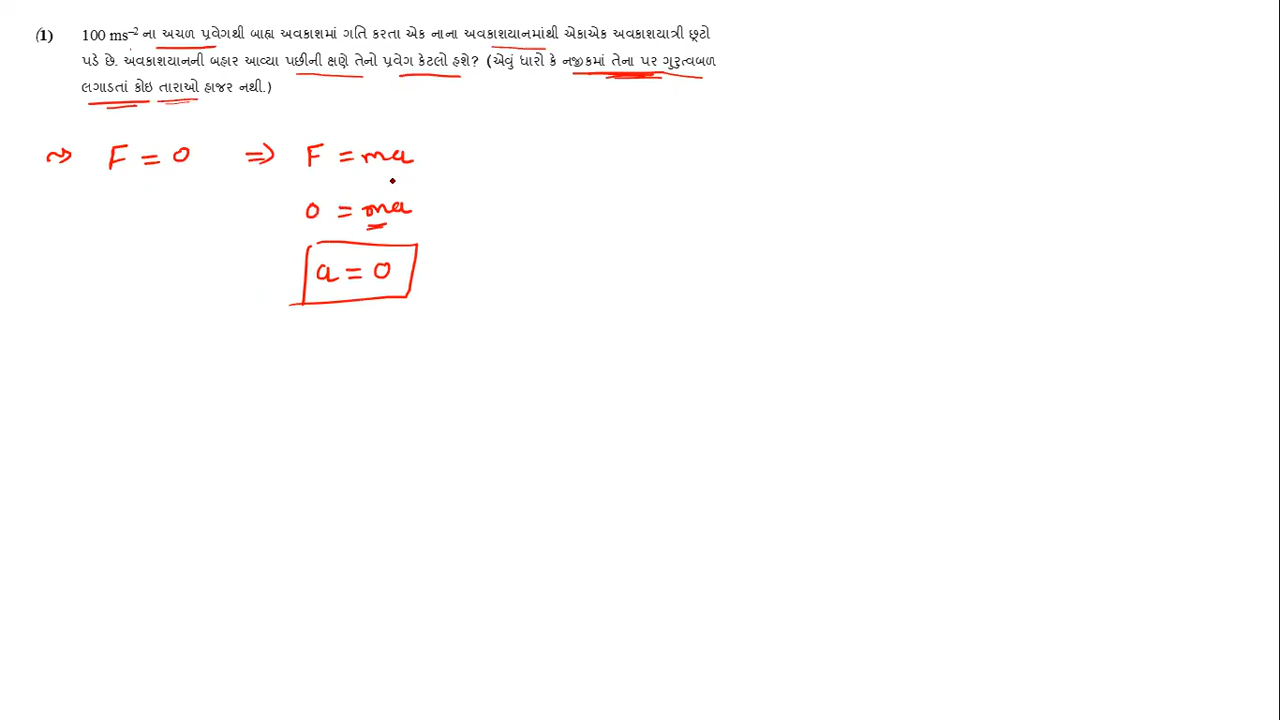 (1) 100 ms⁻² ના અચળ પ્રવેગથી બાહ્ય અવકાશમાં ગતિ કરતા એક નાના અવકાશયાનમાંથી એકાએક અવકાશયાત્રી છૂટો
પડે છે. અવકાશયાનની બહાર આવ્યા પછીની ક્ષણે તેનો પ્રવેગ કેટલો હશે? (એવું ધારો કે નજીકમાં તેના પર ગુરુત્વબળ
લગાડતાં કોઇ તારાઓ હાજર નથી.)
⇝ F = 0 ⇒ F = ma
0 = ma
a = 0